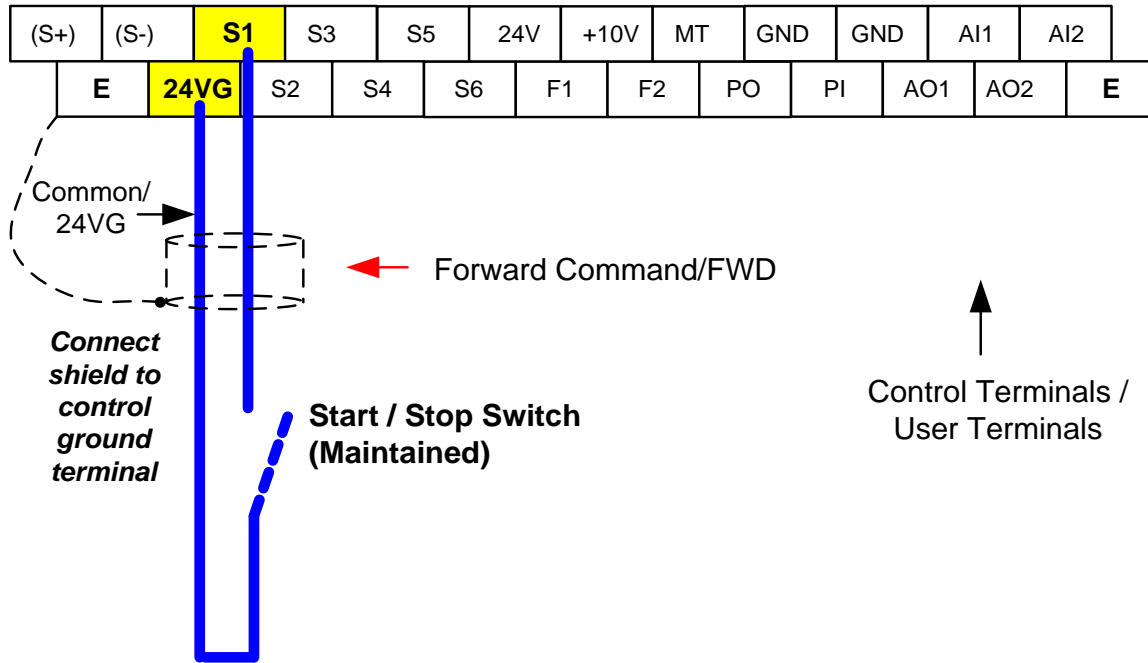 (S+) (S-) S1 S3 S5 24V +10V MT GND GND AI1 AI2
E 24VG S2 S4 S6 F1 F2 PO PI AO1 AO2 E
Common/
24VG
Forward Command/FWD
Connect
shield to
control
ground
terminal
Start / Stop Switch
(Maintained)
Control Terminals /
User Terminals